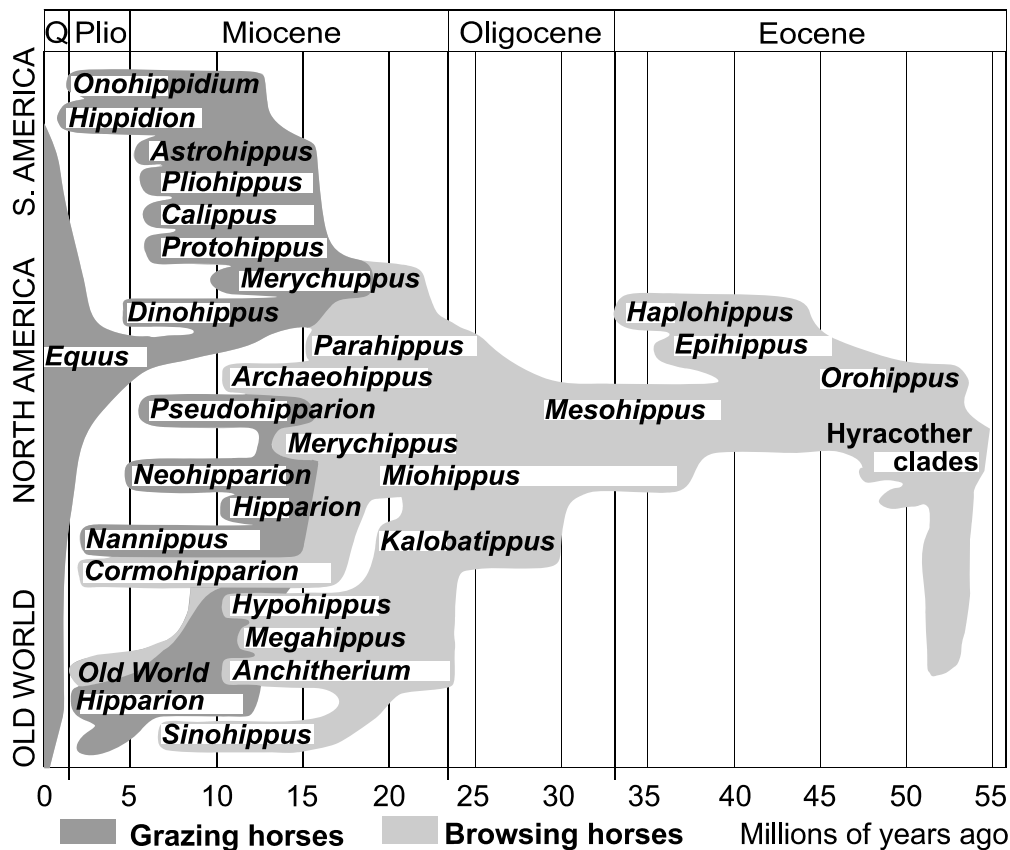 Q Plio Miocene Oligocene Eocene
S. AMERICA
NORTH AMERICA
OLD WORLD
Onohippidium
Hippidion
Astrohippus
Pliohippus
Calippus
Protohippus
Merychuppus
Dinohippus
Haplohippus
Parahippus
Epihippus
Equus
Archaeohippus
Orohippus
Pseudohipparion
Mesohippus
Merychippus
Hyracother
clades
Neohipparion
Miohippus
Hipparion
Nannippus
Kalobatippus
Cormohipparion
Hypohippus
Megahippus
Old World
Hipparion
Anchitherium
Sinohippus
0 5 10 15 20 25 30 35 40 45 50 55
Grazing horses Browsing horses Millions of years ago